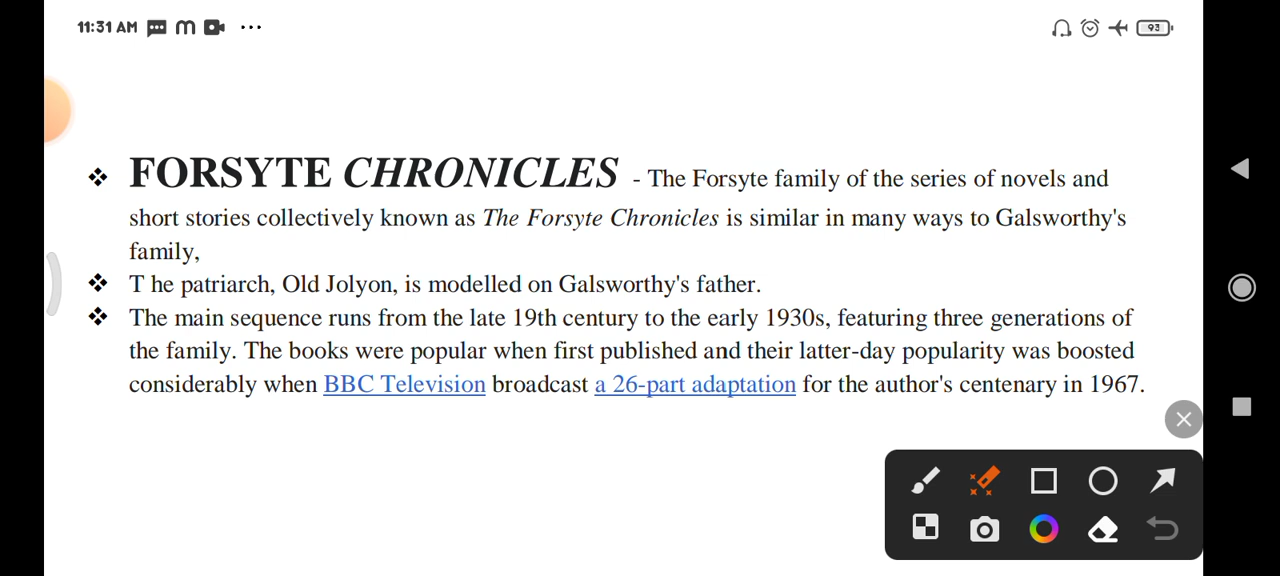 11:31 AM
93
❖ FORSYTE CHRONICLES - The Forsyte family of the series of novels and
short stories collectively known as The Forsyte Chronicles is similar in many ways to Galsworthy's
family,
❖ T he patriarch, Old Jolyon, is modelled on Galsworthy's father.
❖ The main sequence runs from the late 19th century to the early 1930s, featuring three generations of
the family. The books were popular when first published and their latter-day popularity was boosted
considerably when BBC Television broadcast a 26-part adaptation for the author's centenary in 1967.